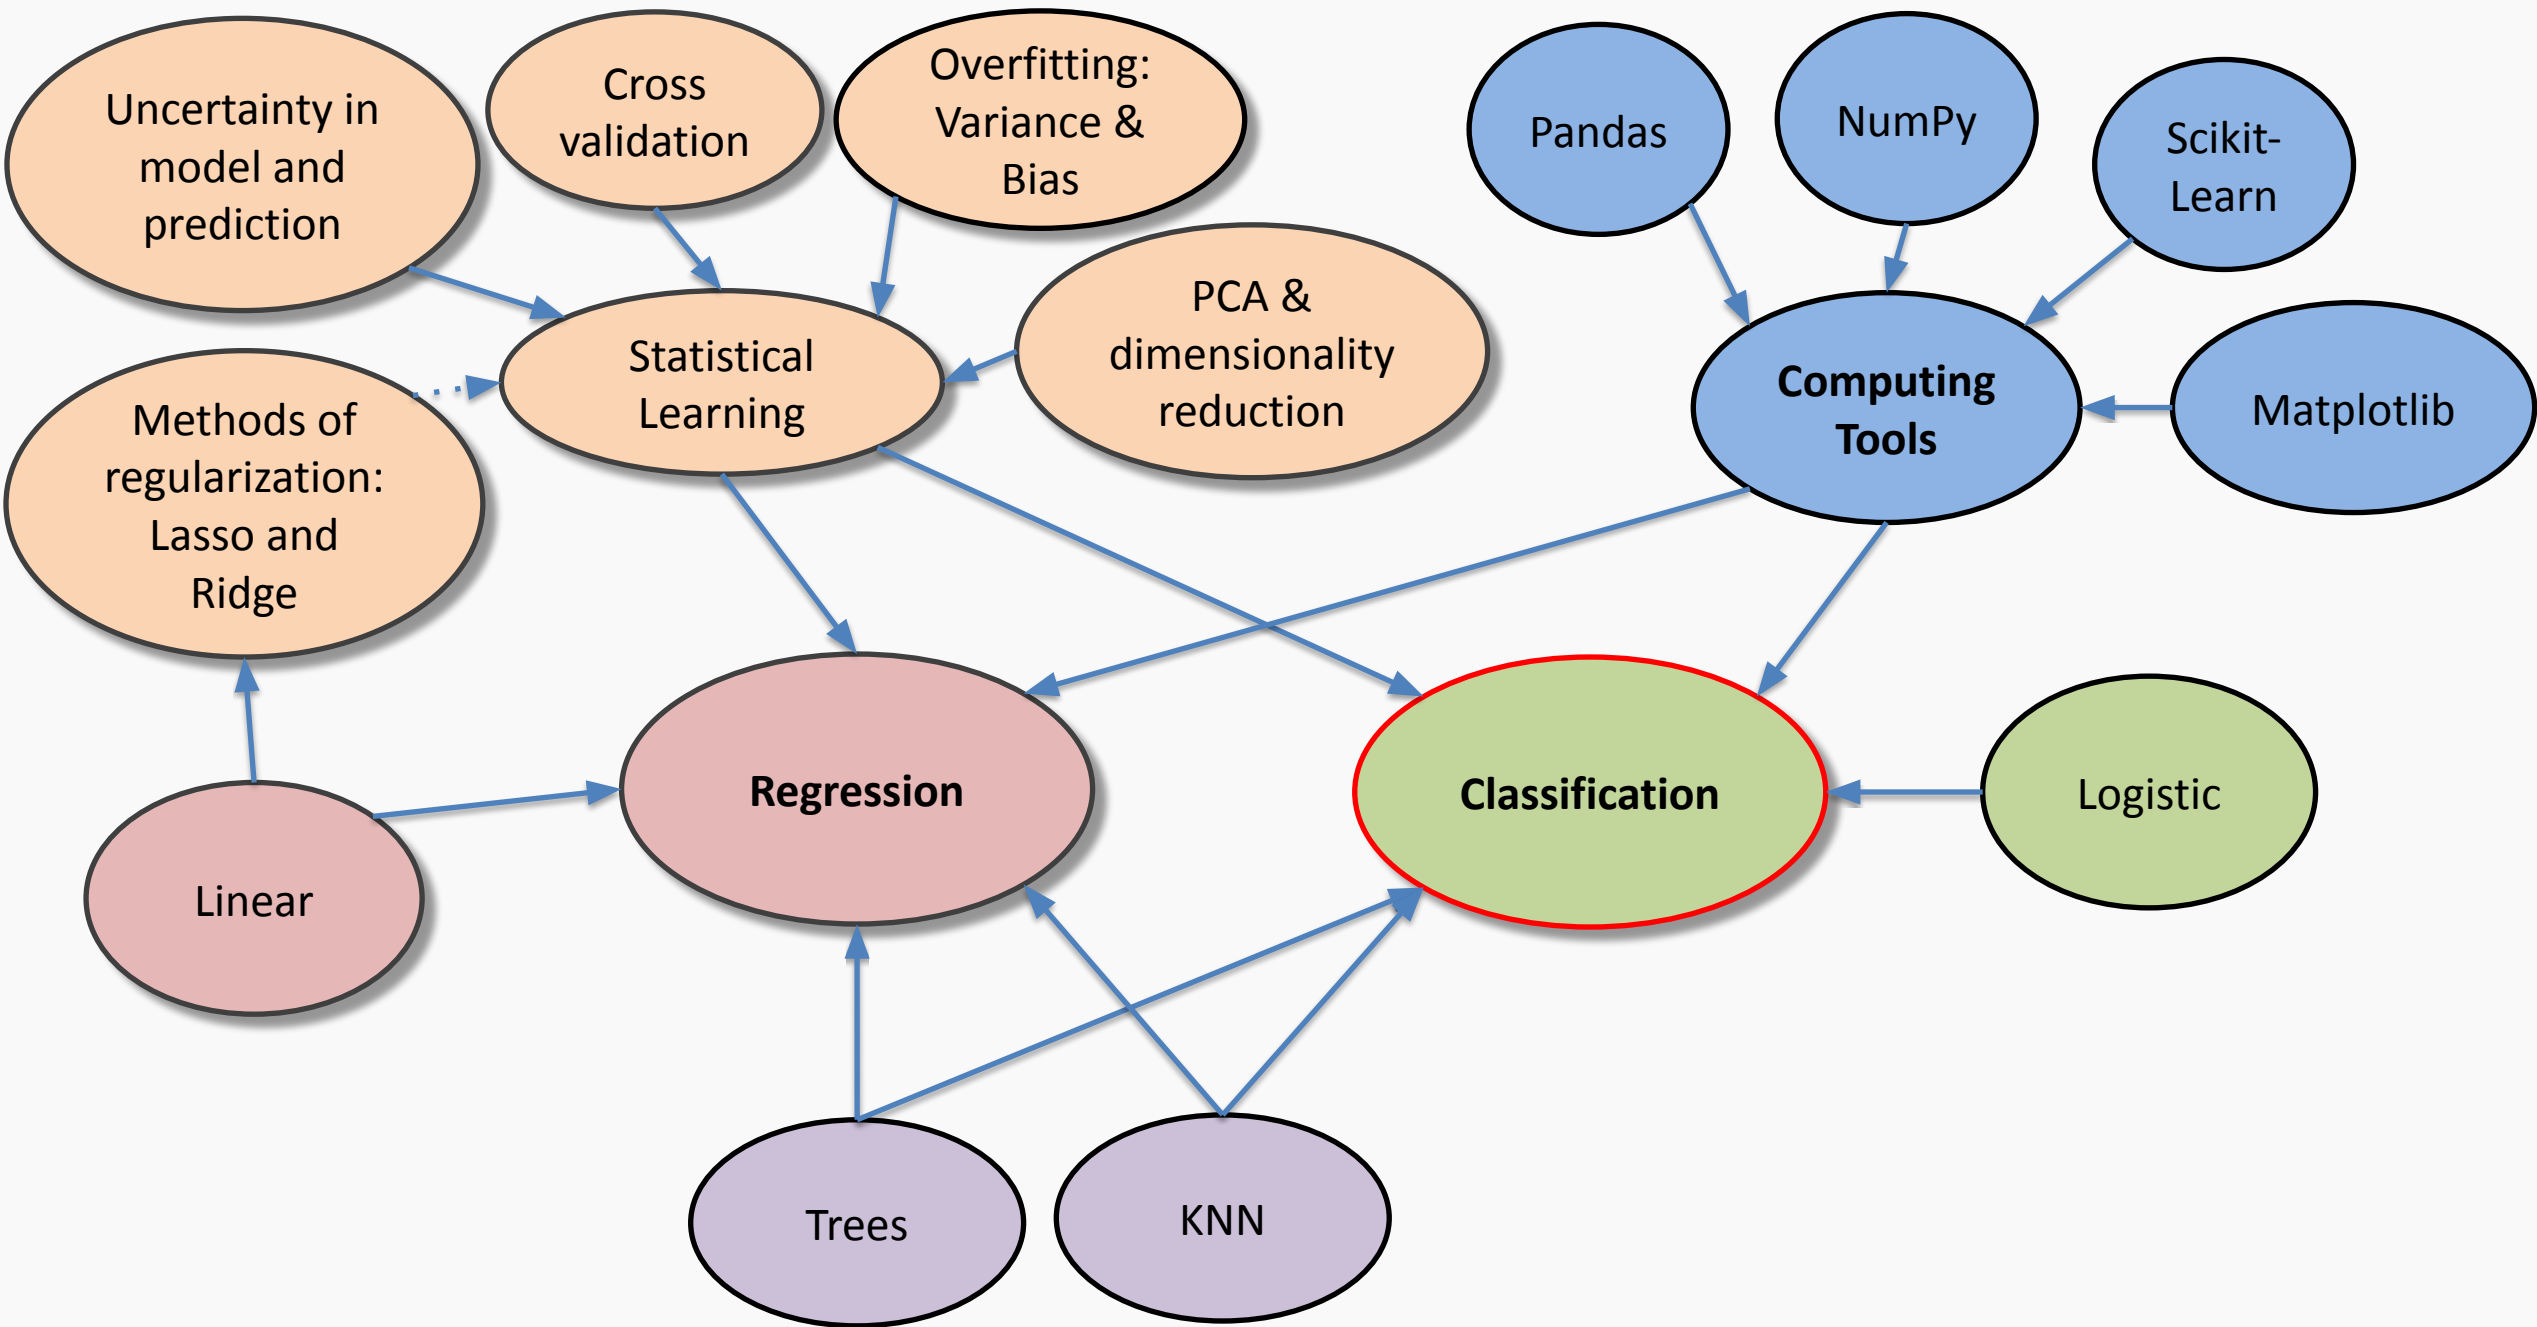 Uncertainty in
model and
prediction
Cross
validation
Overfitting:
Variance &
Bias
Pandas
NumPy
Scikit-
Learn
Statistical
Learning
PCA &
dimensionality
reduction
Computing
Tools
Matplotlib
Methods of
regularization:
Lasso and
Ridge
Regression
Classification
Logistic
Linear
Trees
KNN